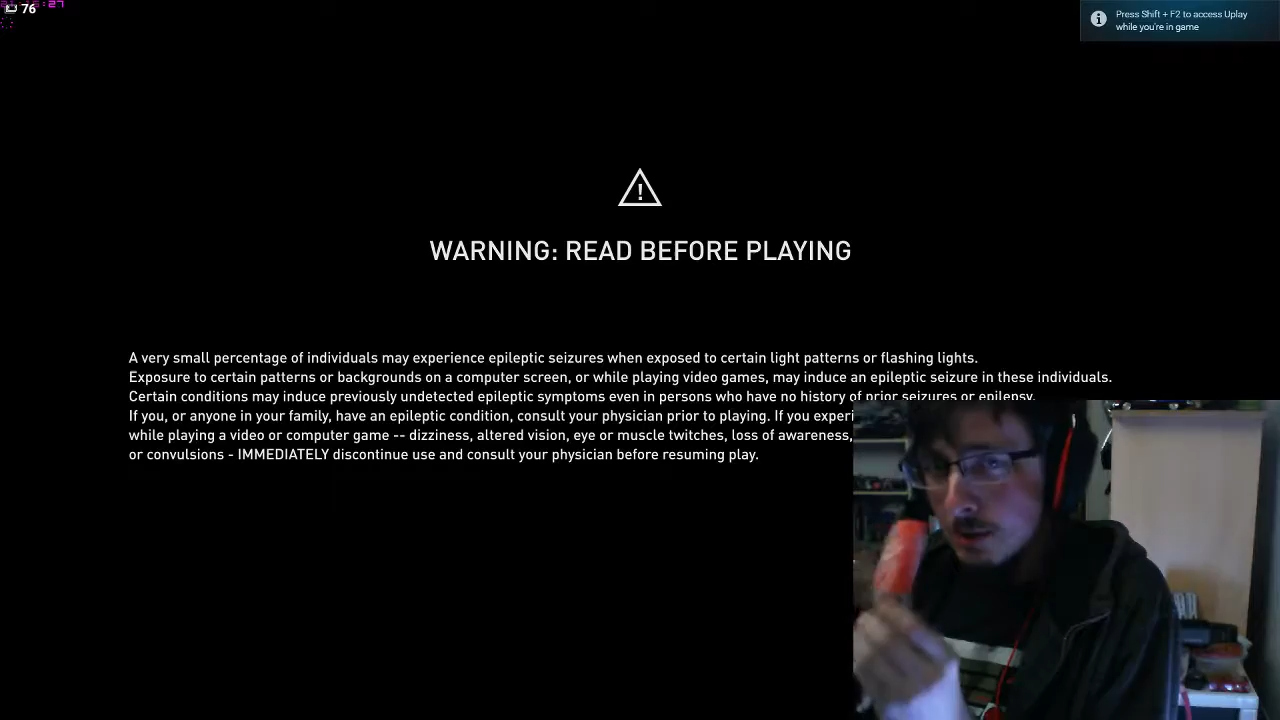 76
:27
Press Shift + F2 to access Uplay
while you're in game
WARNING: READ BEFORE PLAYING
A very small percentage of individuals may experience epileptic seizures when exposed to certain light patterns or flashing lights.
Exposure to certain patterns or backgrounds on a computer screen, or while playing video games, may induce an epileptic seizure in these individuals.
Certain conditions may induce previously undetected epileptic symptoms even in persons who have no history of prior seizures or epilepsy.
If you, or anyone in your family, have an epileptic condition, consult your physician prior to playing. If you experi
while playing a video or computer game -- dizziness, altered vision, eye or muscle twitches, loss of awareness,
or convulsions - IMMEDIATELY discontinue use and consult your physician before resuming play.